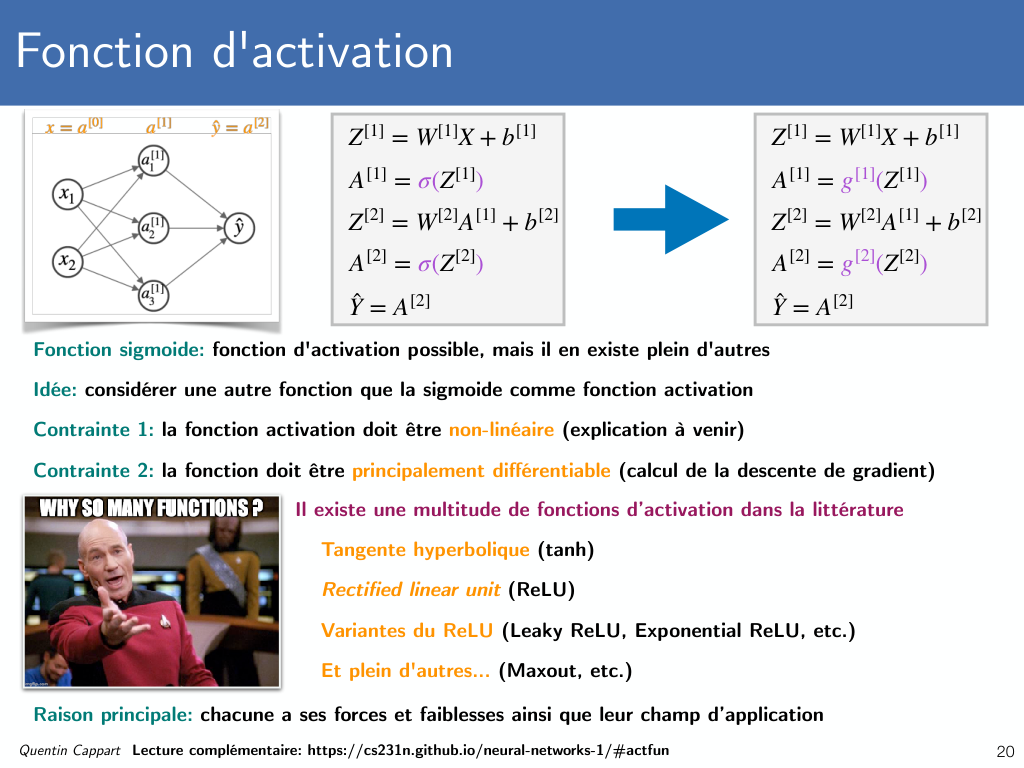 Fonction d'activation
x = a^[0] a^[1] ŷ = a^[2]
a_1^[1]
x_1
a_2^[1] ŷ
x_2
a_3^[1]
Z^[1] = W^[1]X + b^[1]
A^[1] = σ(Z^[1])
Z^[2] = W^[2]A^[1] + b^[2]
A^[2] = σ(Z^[2])
Ŷ = A^[2]
Z^[1] = W^[1]X + b^[1]
A^[1] = g^[1](Z^[1])
Z^[2] = W^[2]A^[1] + b^[2]
A^[2] = g^[2](Z^[2])
Ŷ = A^[2]
Fonction sigmoide: fonction d'activation possible, mais il en existe plein d'autres
Idée: considérer une autre fonction que la sigmoide comme fonction activation
Contrainte 1: la fonction activation doit être non-linéaire (explication à venir)
Contrainte 2: la fonction doit être principalement différentiable (calcul de la descente de gradient)
WHY SO MANY FUNCTIONS ?
imgflip.com
Il existe une multitude de fonctions d’activation dans la littérature
Tangente hyperbolique (tanh)
Rectified linear unit (ReLU)
Variantes du ReLU (Leaky ReLU, Exponential ReLU, etc.)
Et plein d'autres... (Maxout, etc.)
Raison principale: chacune a ses forces et faiblesses ainsi que leur champ d’application
Quentin Cappart Lecture complémentaire: https://cs231n.github.io/neural-networks-1/#actfun
20